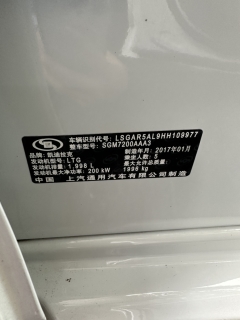 车辆识别代号: LSGAR5AL9HH109977
整车型号: SGM7200AAA3
品牌: 凯迪拉克 制造年月: 2017年01月
发动机型号: LTG 乘坐人数: 5
发动机排量: 1.998 L 最大允许总质量:
发动机最大净功率: 200 kW 1996 kg
中国 上汽通用汽车有限公司制造